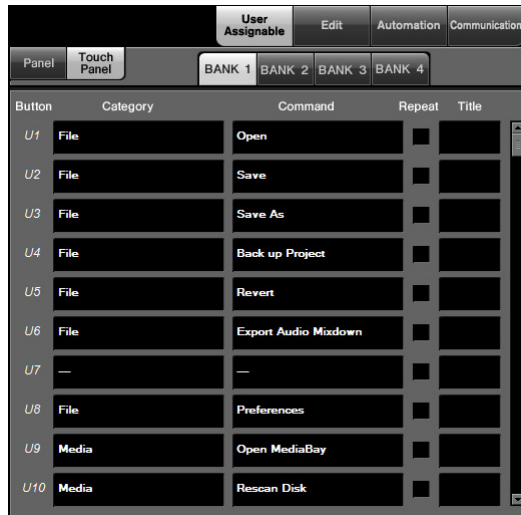 User Assignable Edit Automation Communication
Panel Touch Panel BANK 1 BANK 2 BANK 3 BANK 4
Button Category Command Repeat Title
U1 File Open
U2 File Save
U3 File Save As
U4 File Back up Project
U5 File Revert
U6 File Export Audio Mixdown
U7 — —
U8 File Preferences
U9 Media Open MediaBay
U10 Media Rescan Disk